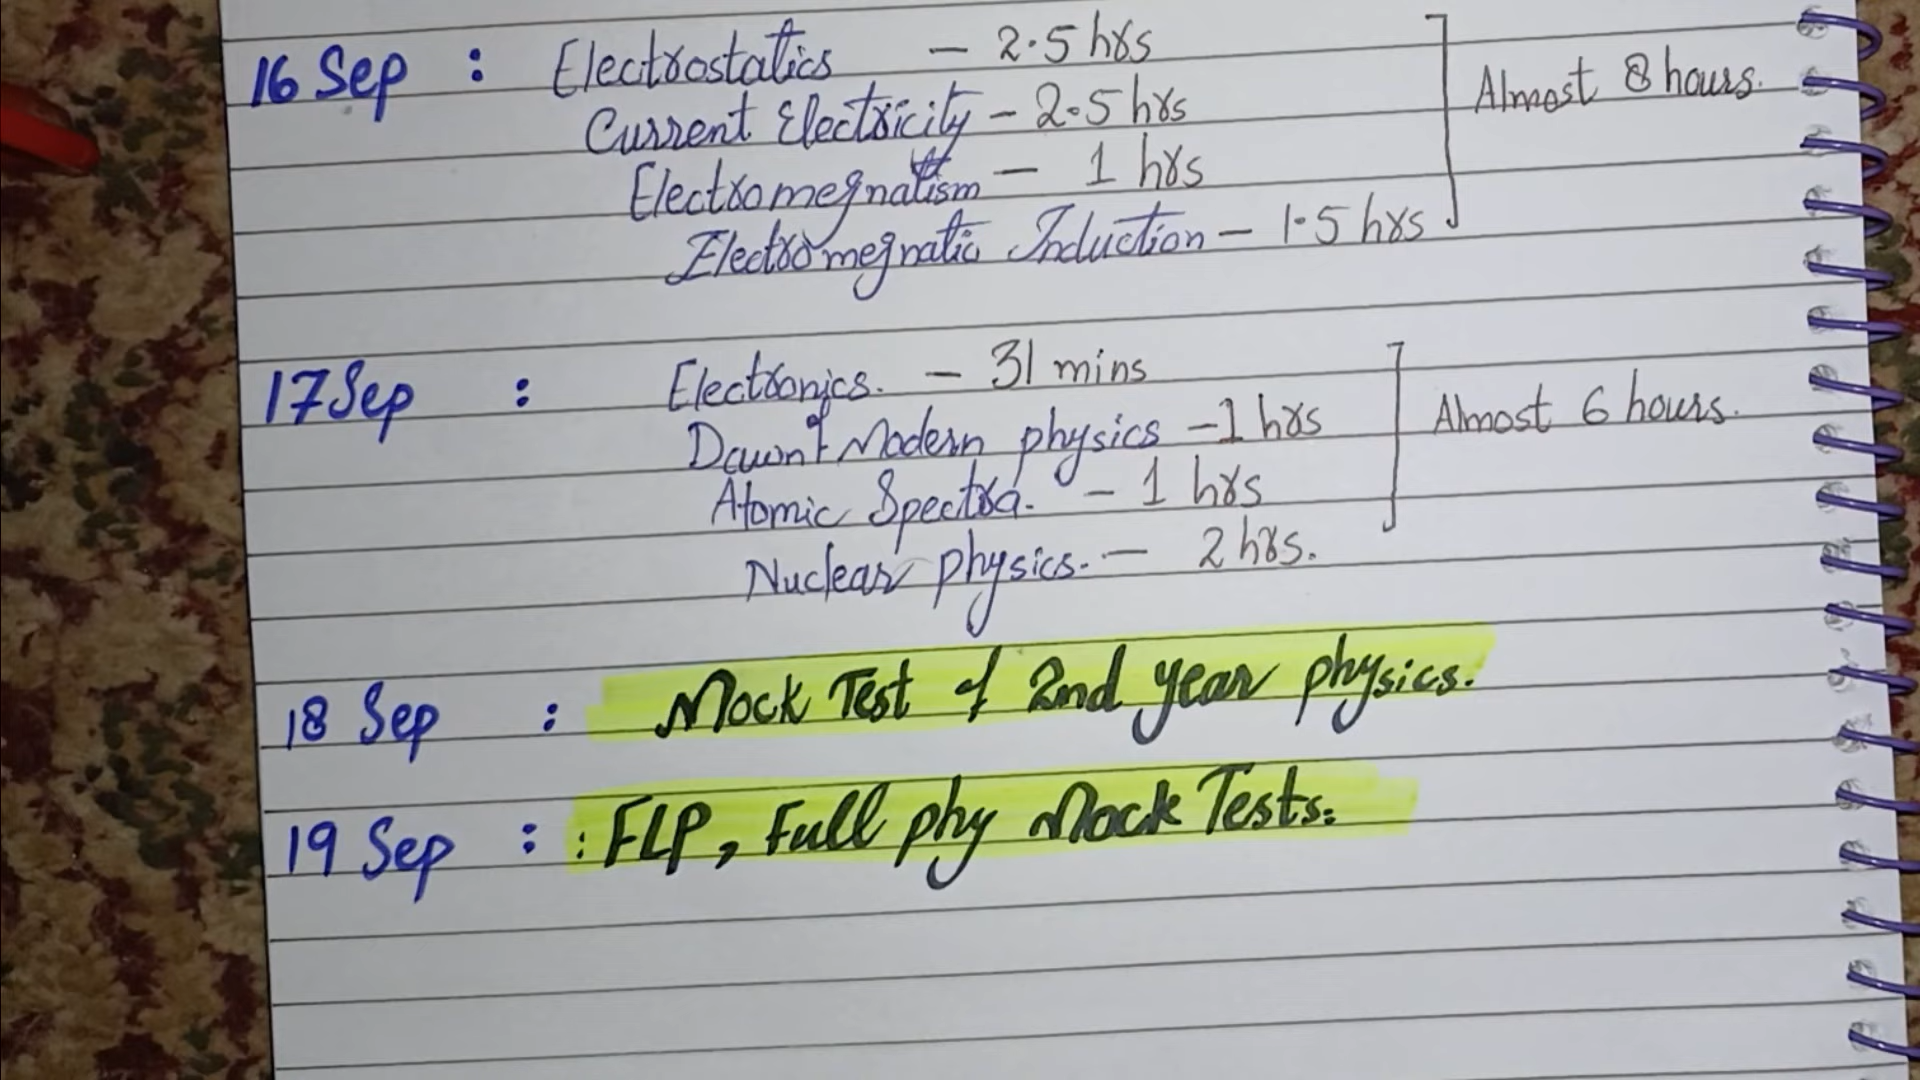 16 Sep : Electrostatics - 2.5 hrs
Current Electricity - 2.5 hrs
Electromegnatism - 1 hrs
Electromegnatic Induction - 1.5 hrs
Almost 8 hours.
17 Sep : Electronics. - 31 mins
Dawn of Modern physics - 1 hrs
Atomic Spectra. - 1 hrs
Nuclear physics. - 2 hrs.
Almost 6 hours.
18 Sep : Mock Test of 2nd year physics.
19 Sep : : FLP, Full phy Mock Tests.